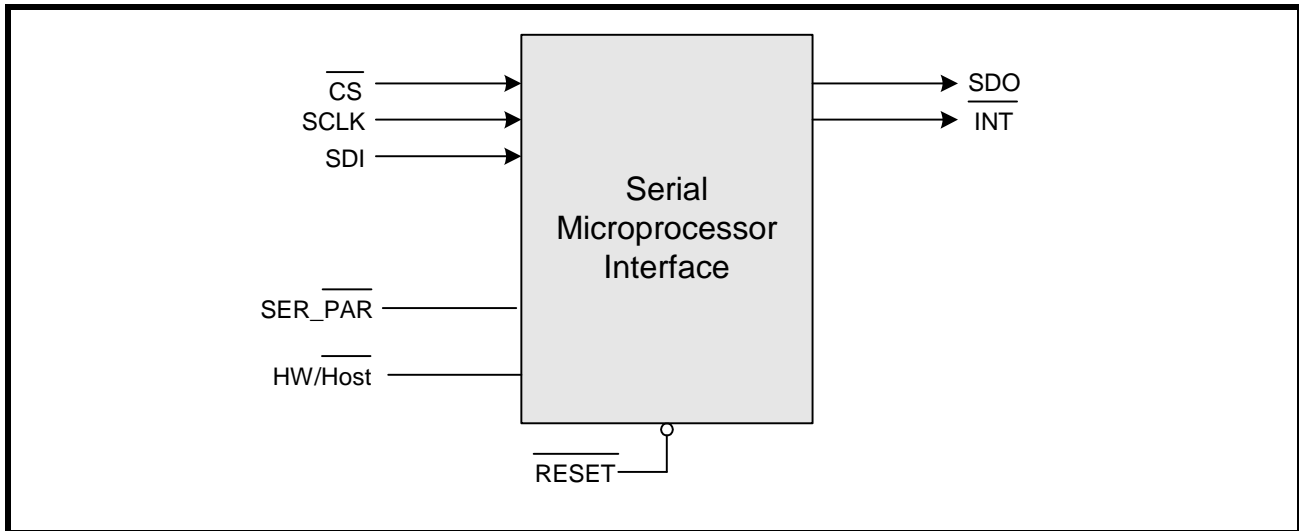 CS
SCLK
SDI
SER_PAR
HW/Host
Serial
Microprocessor
Interface
SDO
INT
RESET